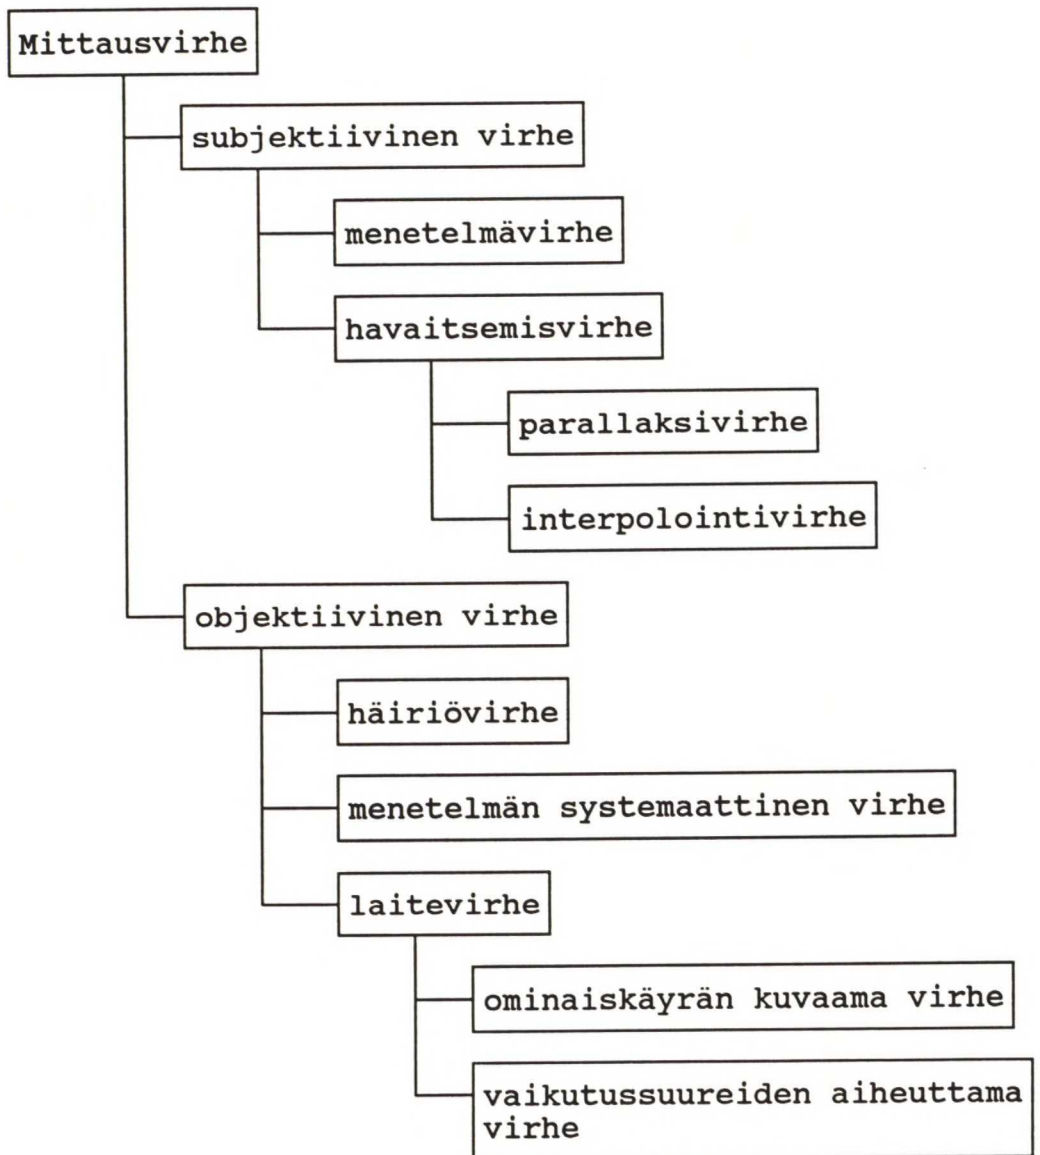 Mittausvirhe
subjektiivinen virhe
menetelmävirhe
havaitsemisvirhe
parallaksivirhe
interpolointivirhe
objektiivinen virhe
häiriövirhe
menetelmän systemaattinen virhe
laitevirhe
ominaiskäyrän kuvaama virhe
vaikutussuureiden aiheuttama
virhe